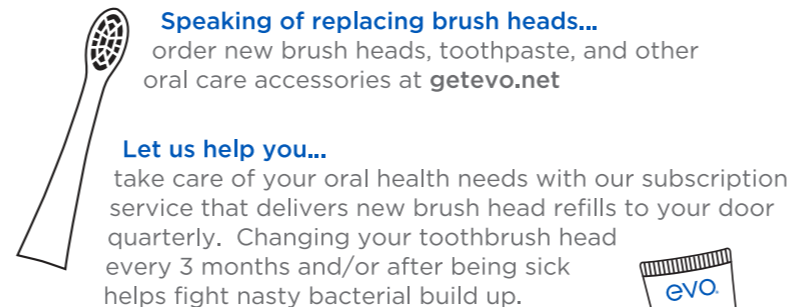 Speaking of replacing brush heads...
order new brush heads, toothpaste, and other
oral care accessories at getevo.net
Let us help you...
take care of your oral health needs with our subscription
service that delivers new brush head refills to your door
quarterly.  Changing your toothbrush head
every 3 months and/or after being sick
helps fight nasty bacterial build up.
evo.